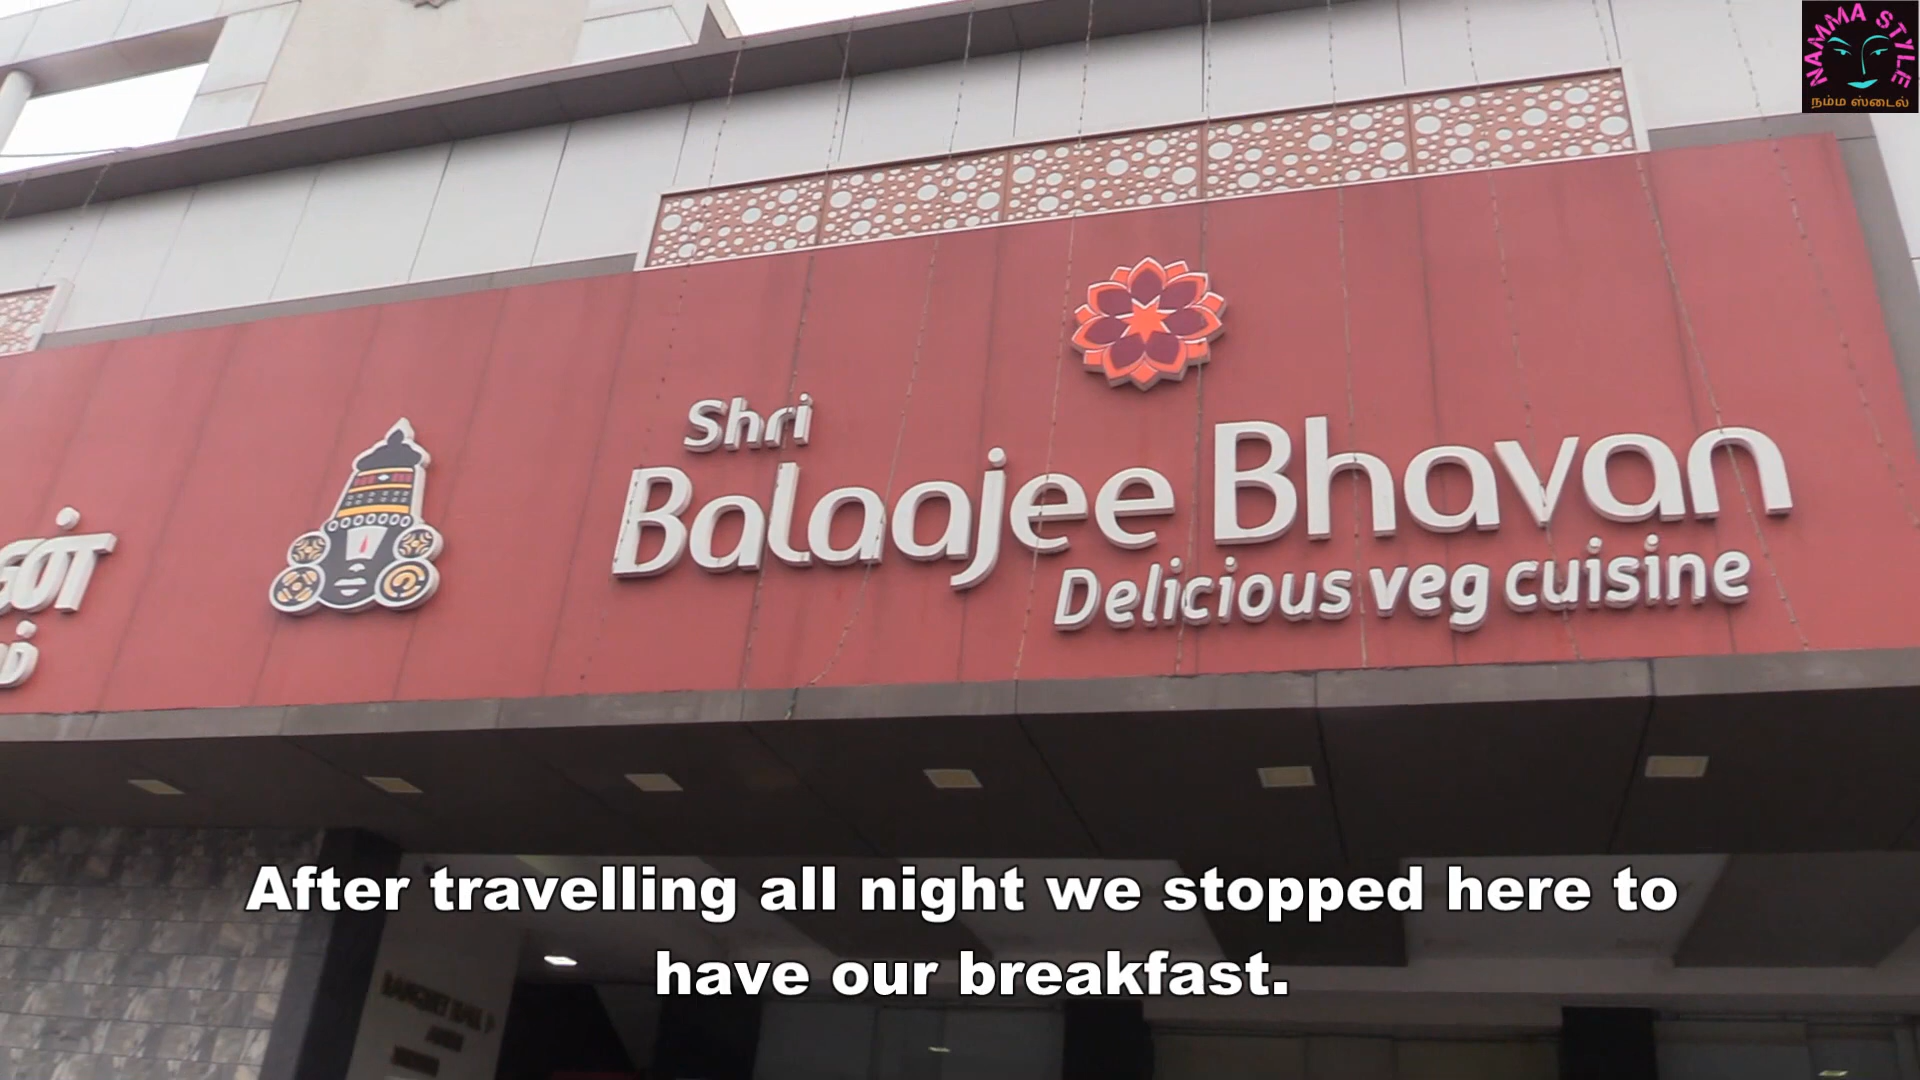 NAMMA STYLE
நம்ம ஸ்டைல்
Shri
Balaajee Bhavan
Delicious veg cuisine
After travelling all night we stopped here to
have our breakfast.